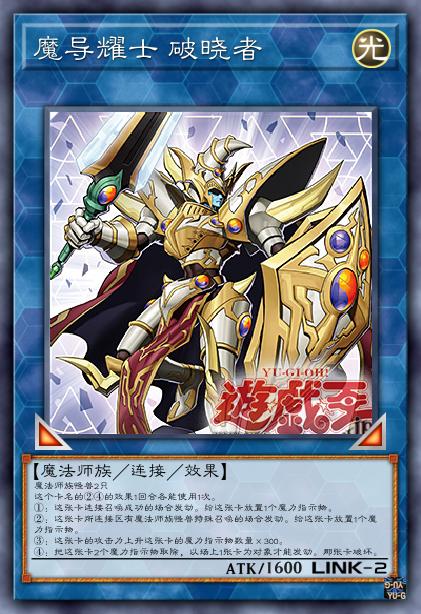 魔导耀士 破晓者
光
YU-GI-OH!
遊戯王
.jp
【魔法师族／连接／效果】
魔法师族怪兽2只
这个卡名的②④的效果1回合各能使用1次。
①：这张卡连接召唤成功的场合发动。给这张卡放置1个魔力指示物。
②：这张卡所连接区有魔法师族怪兽特殊召唤的场合发动。给这张卡放置1个魔
力指示物。
③：这张卡的攻击力上升这张卡的魔力指示物数量×300。
④：把这张卡2个魔力指示物取除，以场上1张卡为对象才能发动。那张卡破坏。
ATK/1600 LINK-2